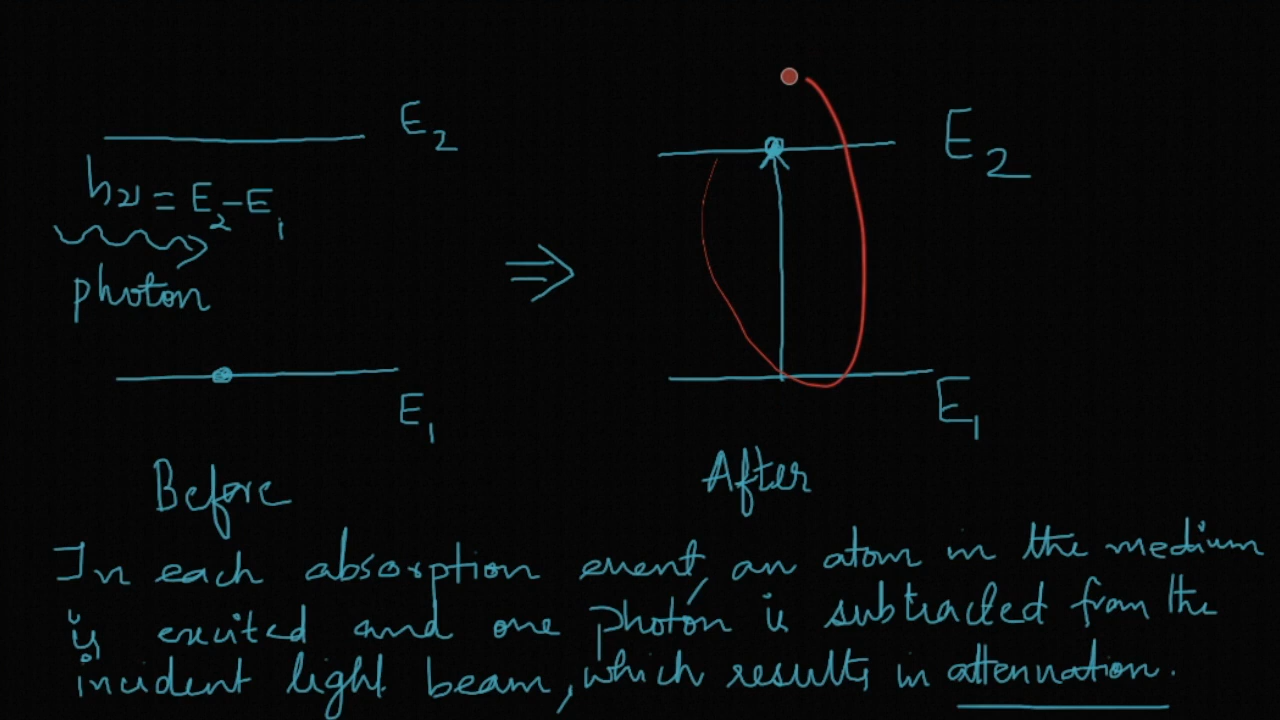 E₂
hν = E₂-E₁
photon
⇒
E₁
Before
E₂
E₁
After
In each absorption event, an atom in the medium
is excited and one photon is subtracted from the
incident light beam, which results in attenuation.